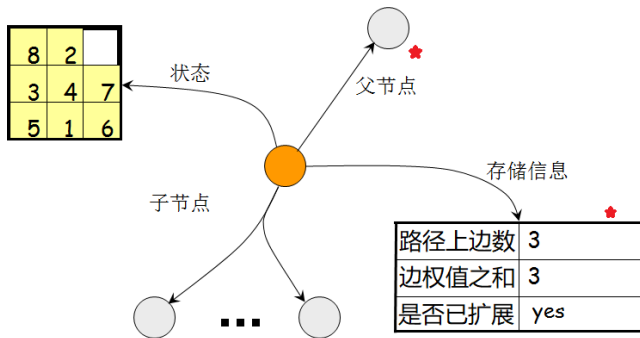 8 2
3 4 7
5 1 6
状态
父节点
子节点
存储信息
路径上边数 3
边权值之和 3
是否已扩展 yes
...